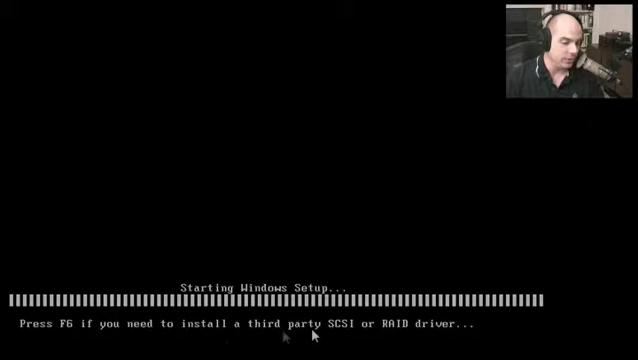 Starting Windows Setup...
Press F6 if you need to install a third party SCSI or RAID driver...